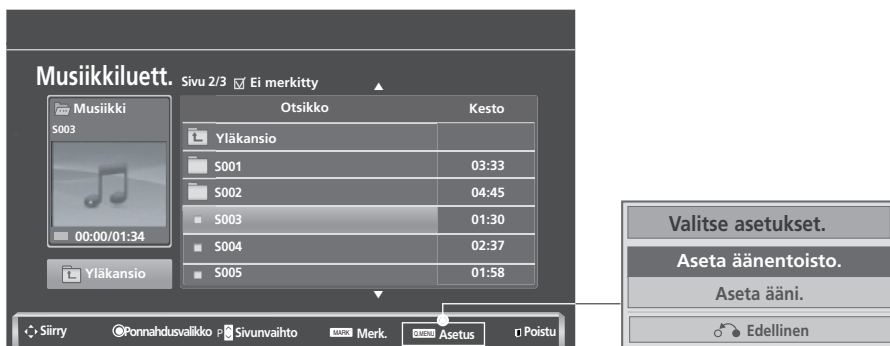 Musiikkiluett. Sivu 2/3 Ei merkitty
Musiikki
S003
00:00/01:34
Yläkansio
Otsikko Kesto
Yläkansio
S001 03:33
S002 04:45
S003 01:30
S004 02:37
S005 01:58
Siirry Ponnahdusvalikko P Sivunvaihto MARK Merk. Q.MENU Asetus Poistu
Valitse asetukset.
Aseta äänentoisto.
Aseta ääni.
Edellinen